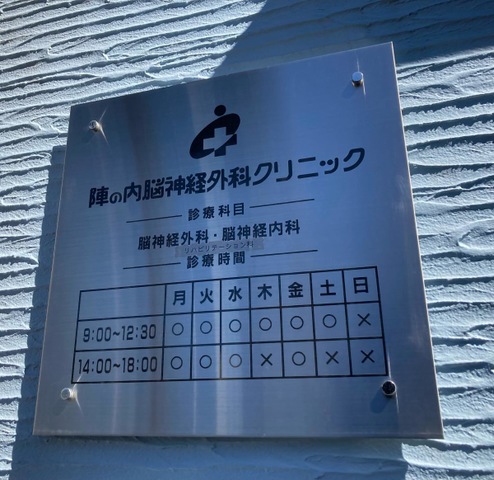 陣の内脳神経外科クリニック
診療科目
脳神経外科・脳神経内科
リハビリテーション科
診療時間
月 火 水 木 金 土 日
9:00~12:30 ○ ○ ○ ○ ○ ○ ×
14:00~18:00 ○ ○ ○ × ○ × ×